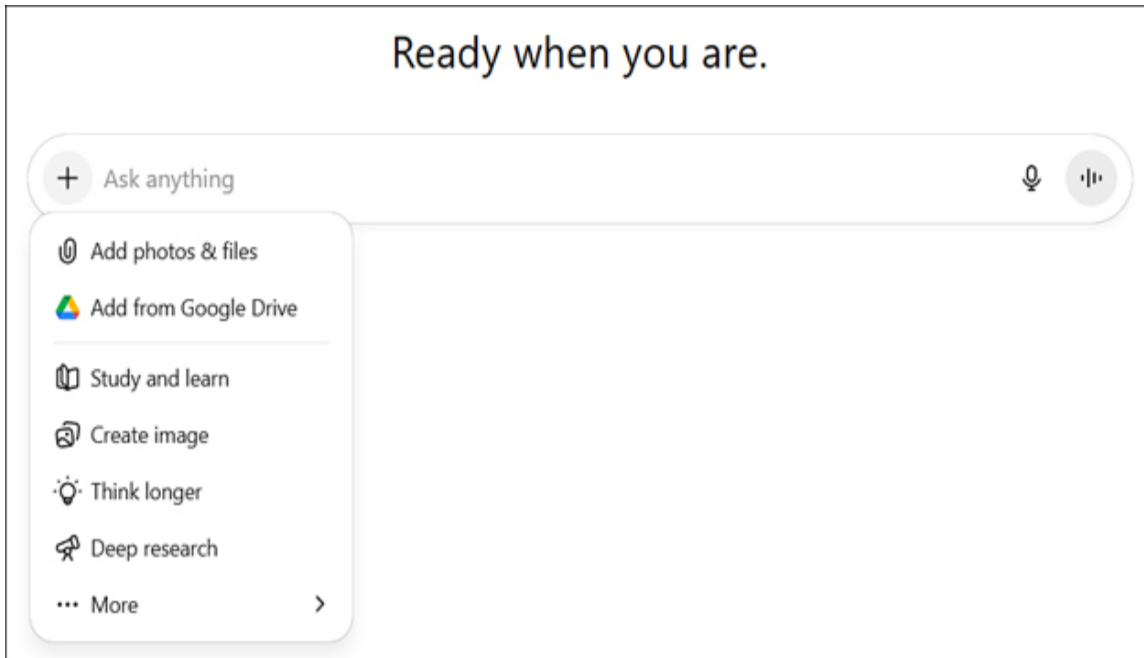 Ready when you are.
Ask anything
Add photos & files
Add from Google Drive
Study and learn
Create image
Think longer
Deep research
More